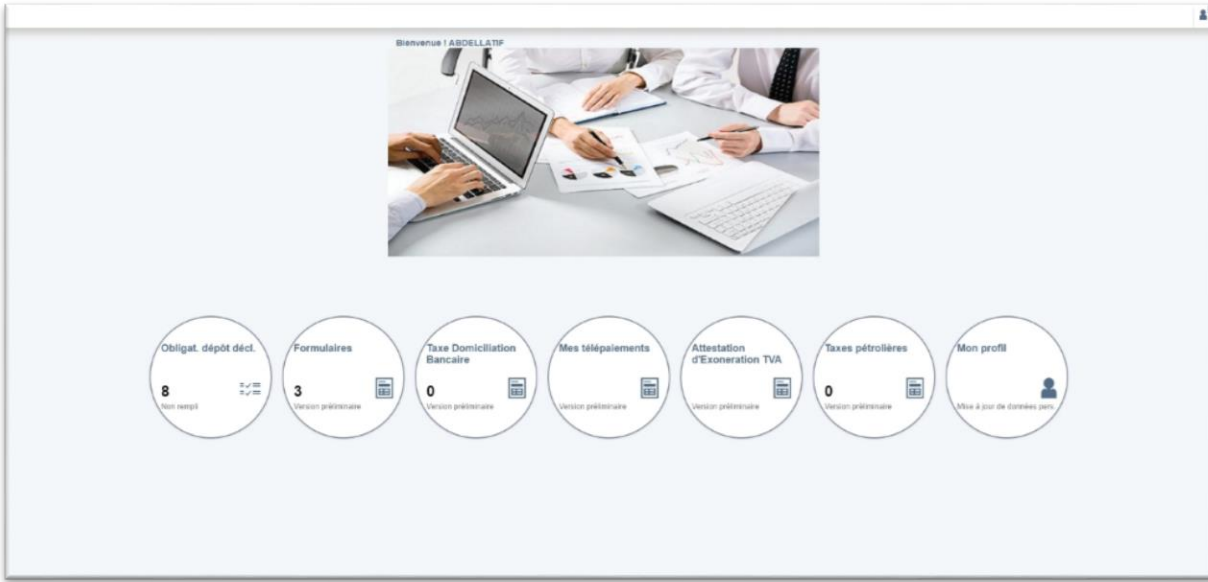 Bienvenue ! ABDELLATIF
Obligat. dépôt décl.
8
Non rempli
Formulaires
3
Version préliminaire
Taxe Domiciliation
Bancaire
0
Version préliminaire
Mes télépaiements
Version préliminaire
Attestation
d'Exoneration TVA
Version préliminaire
Taxes pétrolières
0
Version préliminaire
Mon profil
Mise à jour de données pers.